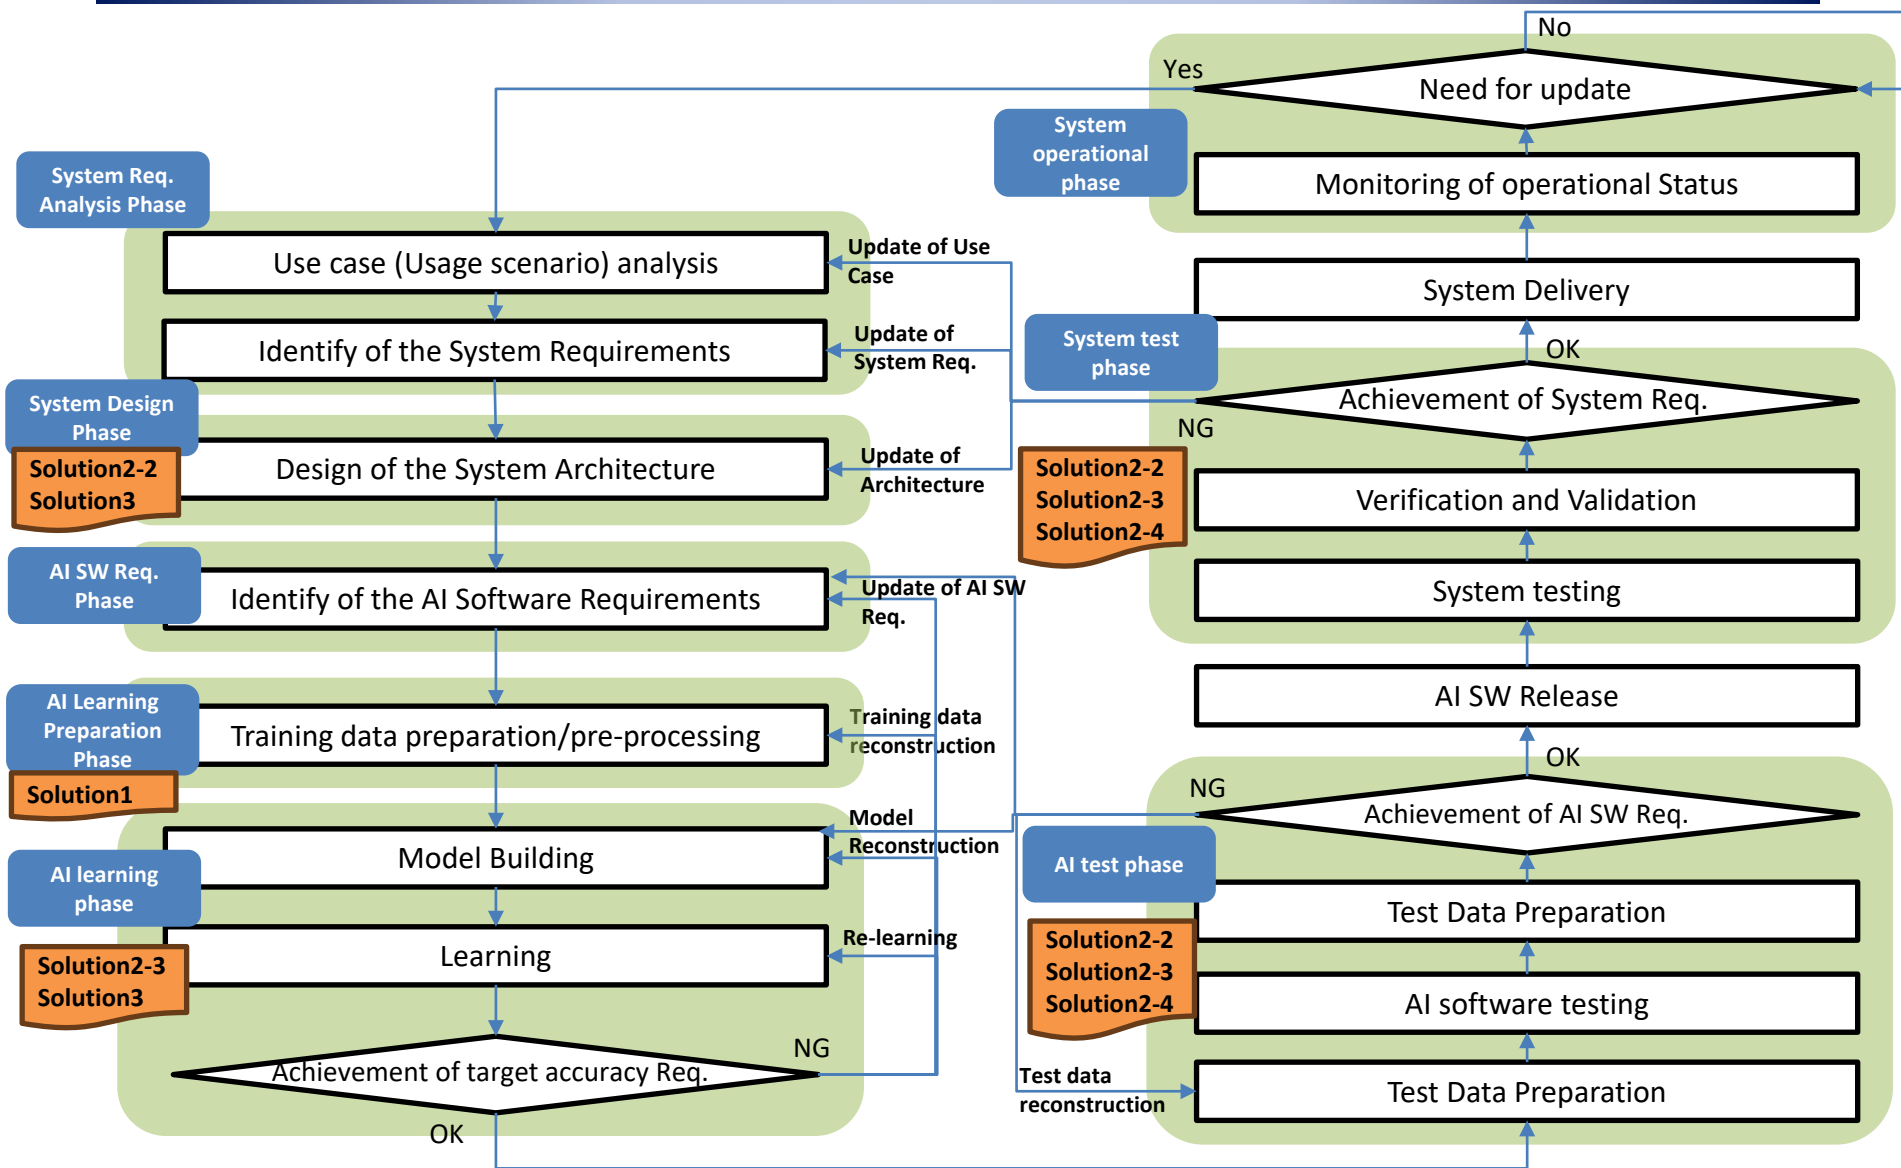 System Req.
Analysis Phase
Use case (Usage scenario) analysis
Update of Use
Case
Identify of the System Requirements
Update of
System Req.
System Design
Phase
Solution2-2
Solution3
Design of the System Architecture
Update of
Architecture
AI SW Req.
Phase
Identify of the AI Software Requirements
Update of AI SW
Req.
AI Learning
Preparation
Phase
Solution1
Training data preparation/pre-processing
Training data
reconstruction
Model
Reconstruction
Model Building
AI learning
phase
Solution2-3
Solution3
Learning
Re-learning
Achievement of target accuracy Req.
NG
OK
No
Yes
Need for update
System
operational
phase
Monitoring of operational Status
System Delivery
System test
phase
OK
Achievement of System Req.
NG
Solution2-2
Solution2-3
Solution2-4
Verification and Validation
System testing
AI SW Release
OK
NG
Achievement of AI SW Req.
AI test phase
Test Data Preparation
Solution2-2
Solution2-3
Solution2-4
AI software testing
Test data
reconstruction
Test Data Preparation